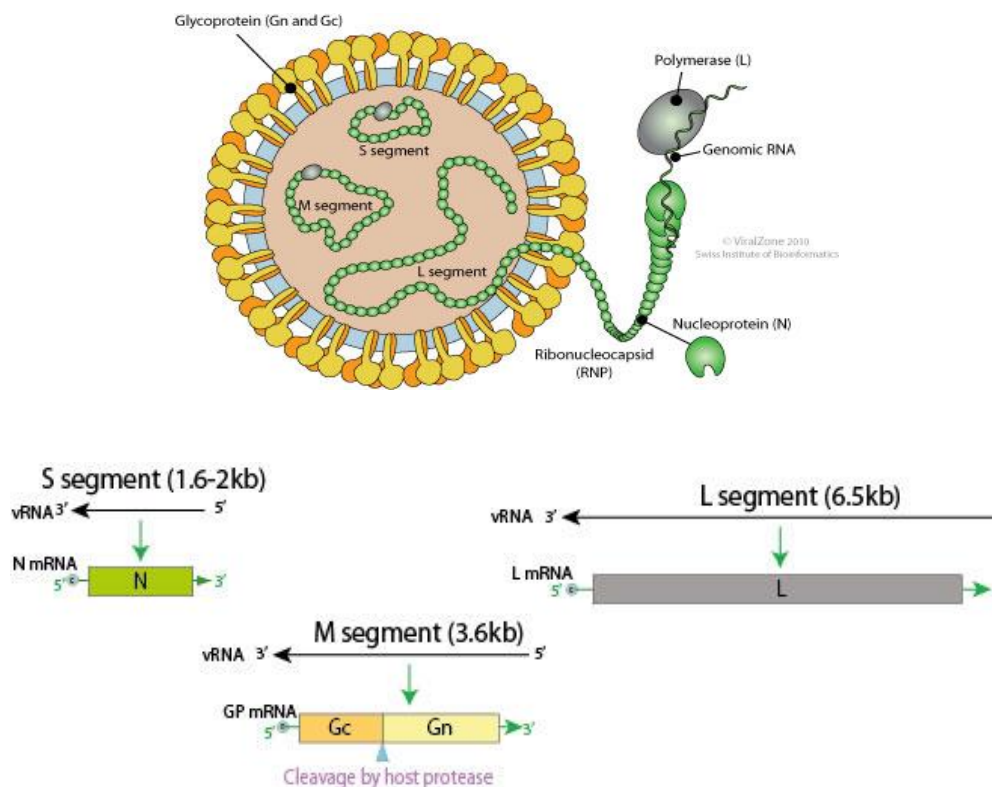 Glycoprotein (Gn and Gc)
Polymerase (L)
Genomic RNA
S segment
M segment
L segment
© ViralZone 2010
Swiss Institute of Bioinformatics
Nucleoprotein (N)
Ribonucleocapsid
(RNP)
S segment (1.6-2kb)
vRNA 3′ 5′
N mRNA
5′ c N 3′
L segment (6.5kb)
vRNA 3′
L mRNA
5′ c L
M segment (3.6kb)
vRNA 3′ 5′
GP mRNA
5′ c Gc Gn 3′
Cleavage by host protease